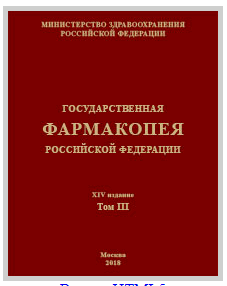 МИНИСТЕРСТВО ЗДРАВООХРАНЕНИЯ
РОССИЙСКОЙ ФЕДЕРАЦИИ
ГОСУДАРСТВЕННАЯ
ФАРМАКОПЕЯ
РОССИЙСКОЙ ФЕДЕРАЦИИ
XIV издание
Том III
Москва
2018